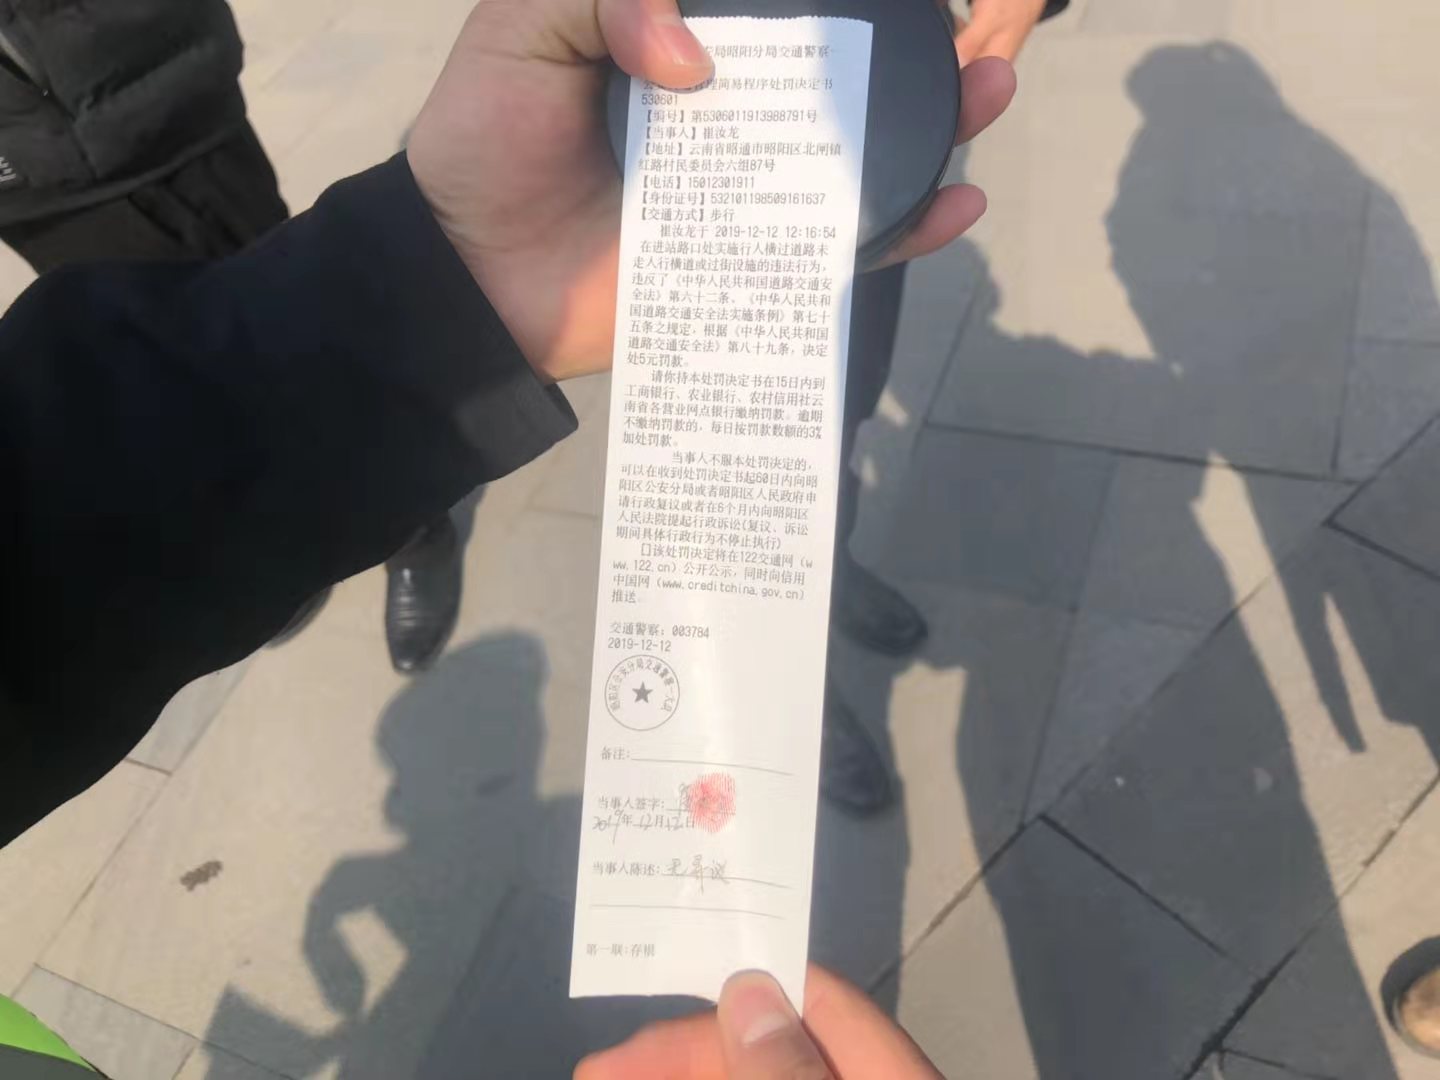 局昭阳分局交通警察
理简易程序处罚决定书
530601
【编号】第5306011913988791号
【当事人】崔汝龙
【地址】云南省昭通市昭阳区北闸镇
红路村民委员会六组87号
【电话】15012301911
【身份证号】532101198509161637
【交通方式】步行
崔汝龙于 2019-12-12 12:16:54
在进站路口处实施行人横过道路未
走人行横道或过街设施的违法行为，
违反了《中华人民共和国道路交通安
全法》第六十二条、《中华人民共和
国道路交通安全法实施条例》第七十
五条之规定，根据《中华人民共和国
道路交通安全法》第八十九条，决定
处5元罚款。
请你持本处罚决定书在15日内到
工商银行、农业银行、农村信用社云
南省各营业网点银行缴纳罚款。逾期
不缴纳罚款的，每日按罚款数额的3%
加处罚款。
当事人不服本处罚决定的，
可以在收到处罚决定书起60日内向昭
阳区公安分局或者昭阳区人民政府申
请行政复议或者在6个月内向昭阳区
人民法院提起行政诉讼(复议、诉讼
期间具体行政行为不停止执行)
口该处罚决定将在122交通网（w
ww.122.cn）公开公示，同时向信用
中国网（www.creditchina.gov.cn）
推送。
交通警察：003784
2019-12-12
昭阳区公安分局交通警察一大队
备注：
当事人签字：
2019年12月12日
当事人陈述：无异议
第一联：存根